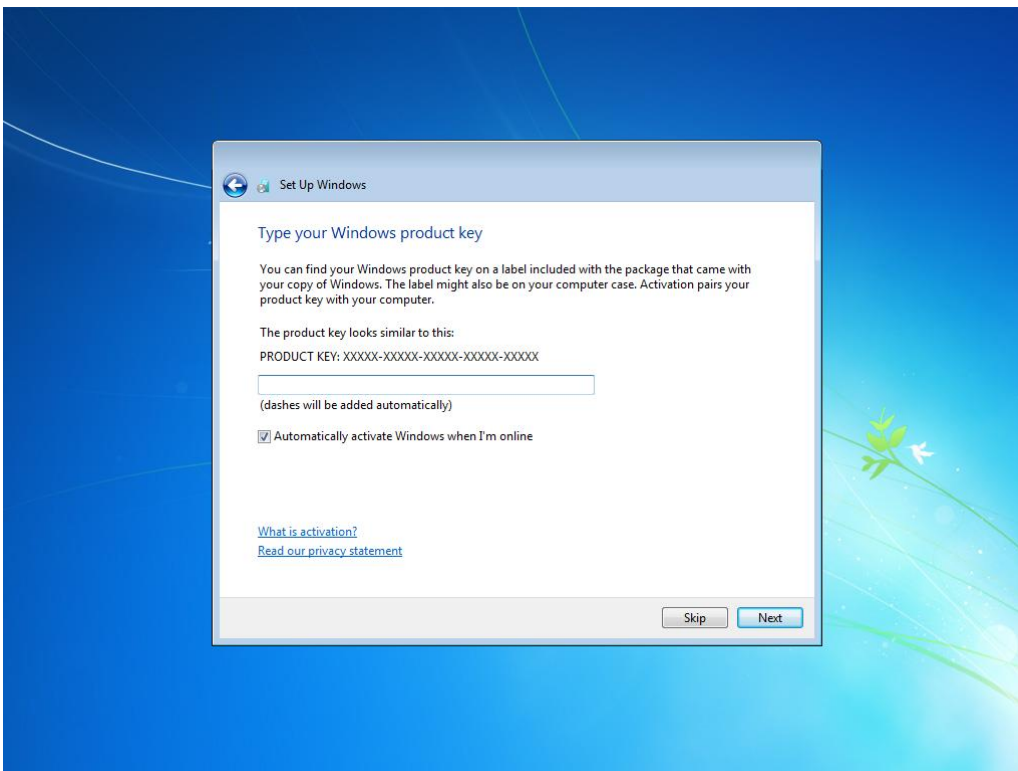 Set Up Windows
Type your Windows product key
You can find your Windows product key on a label included with the package that came with
your copy of Windows. The label might also be on your computer case. Activation pairs your
product key with your computer.
The product key looks similar to this:
PRODUCT KEY: XXXXX-XXXXX-XXXXX-XXXXX-XXXXX
(dashes will be added automatically)
Automatically activate Windows when I'm online
What is activation?
Read our privacy statement
Skip Next